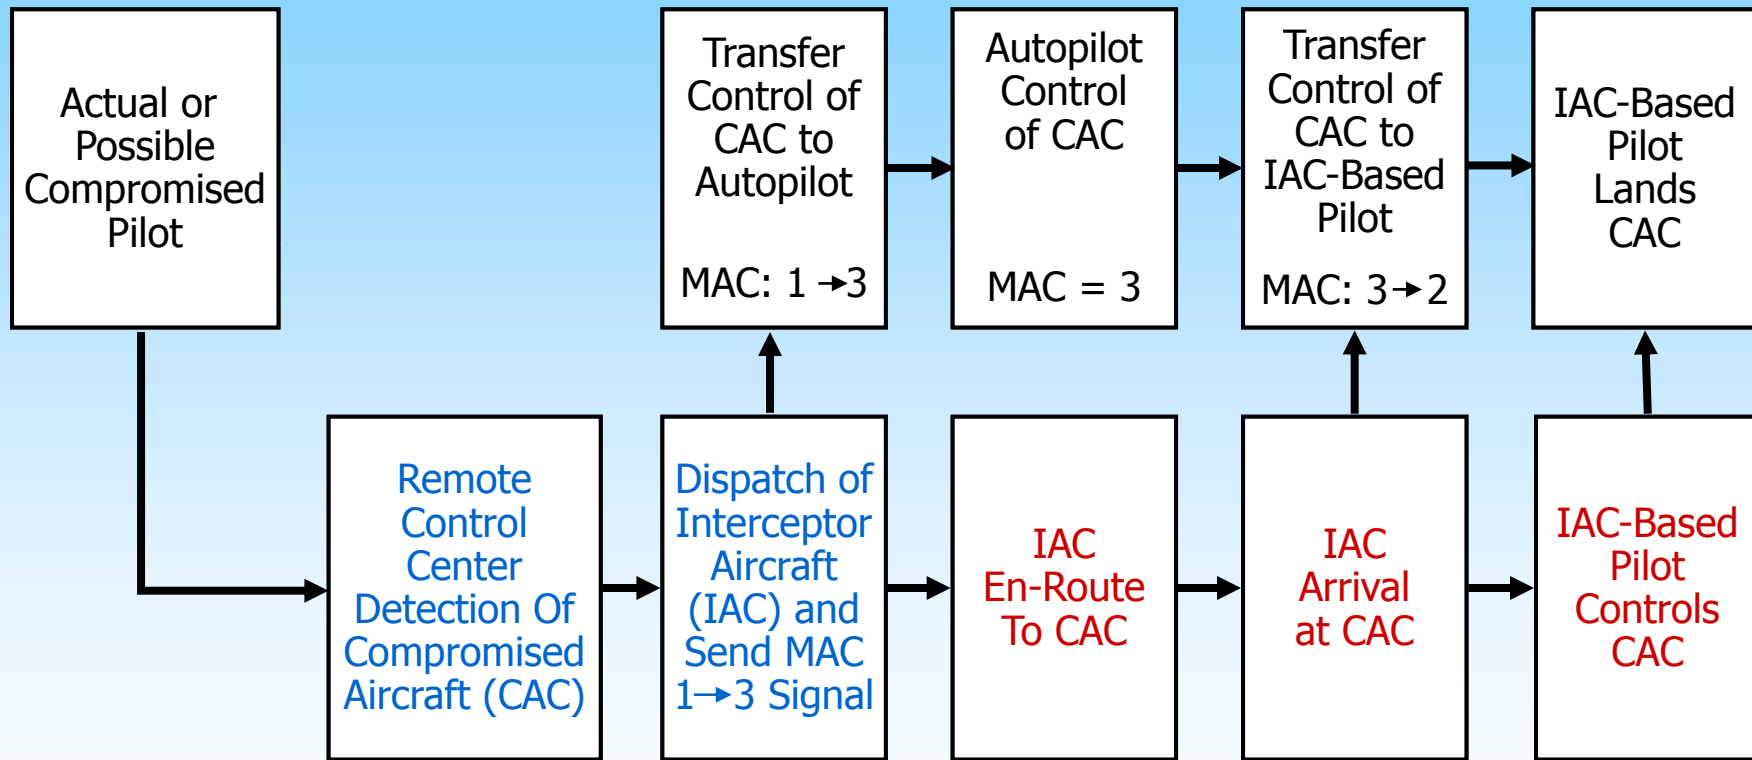 Actual or
Possible
Compromised
Pilot
Transfer
Control of
CAC to
Autopilot
MAC: 1→3
Autopilot
Control
of CAC
MAC = 3
Transfer
Control of
CAC to
IAC-Based
Pilot
MAC: 3→2
IAC-Based
Pilot
Lands
CAC
Remote
Control
Center
Detection Of
Compromised
Aircraft (CAC)
Dispatch of
Interceptor
Aircraft
(IAC) and
Send MAC
1→3 Signal
IAC
En-Route
To CAC
IAC
Arrival
at CAC
IAC-Based
Pilot
Controls
CAC